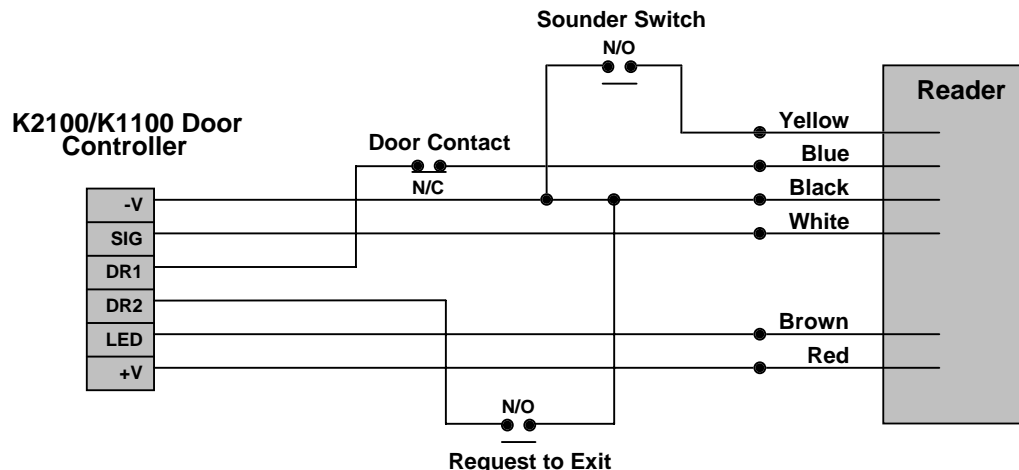 Sounder Switch
N/O
Reader
K2100/K1100 Door
Controller
Door Contact
N/C
Yellow
Blue
Black
White
Brown
Red
-V
SIG
DR1
DR2
LED
+V
N/O
Request to Exit